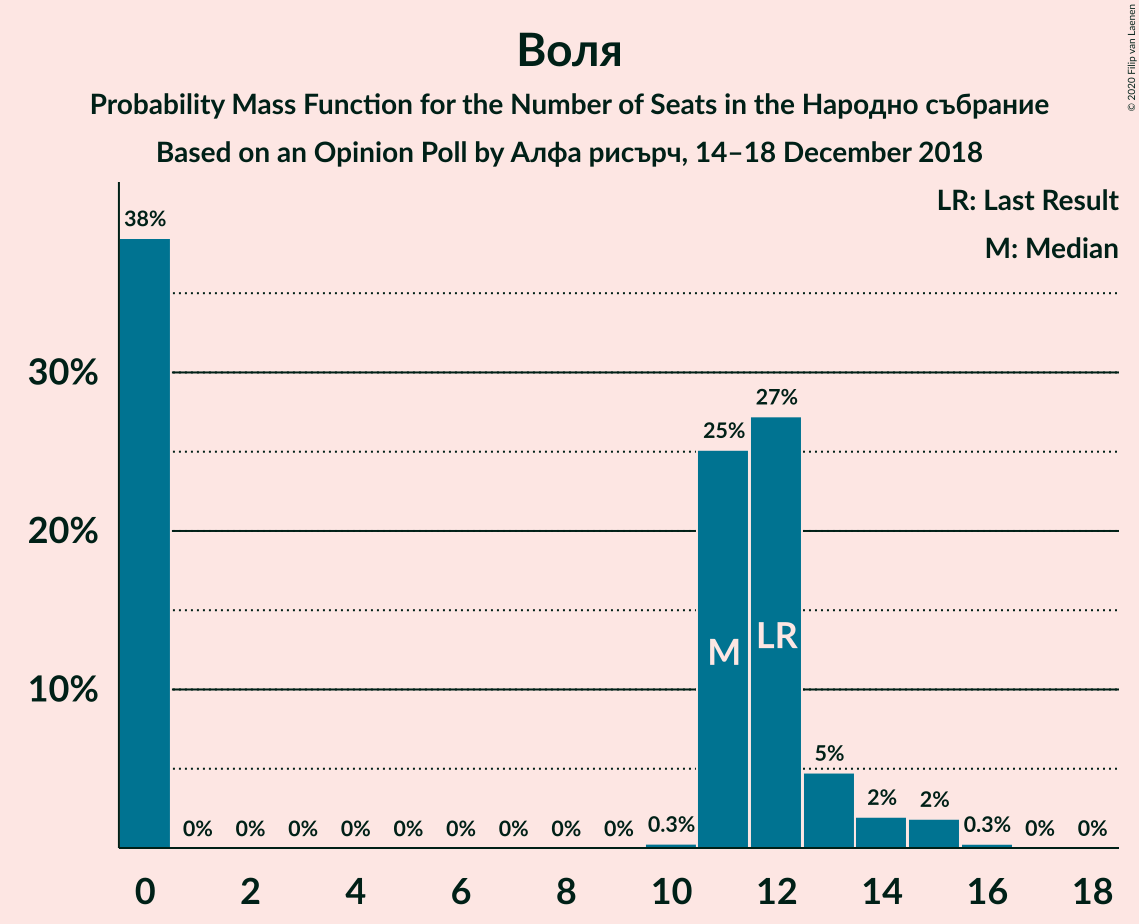 Воля
Probability Mass Function for the Number of Seats in the Народно събрание
Based on an Opinion Poll by Алфа рисърч, 14–18 December 2018
© 2020 Filip van Laenen
LR: Last Result
M: Median
38%
30%
27%
25%
20%
LR
M
10%
5%
2%
2%
0% 0% 0% 0% 0% 0% 0% 0% 0% 0.3% 0.3% 0% 0%
0 2 4 6 8 10 12 14 16 18